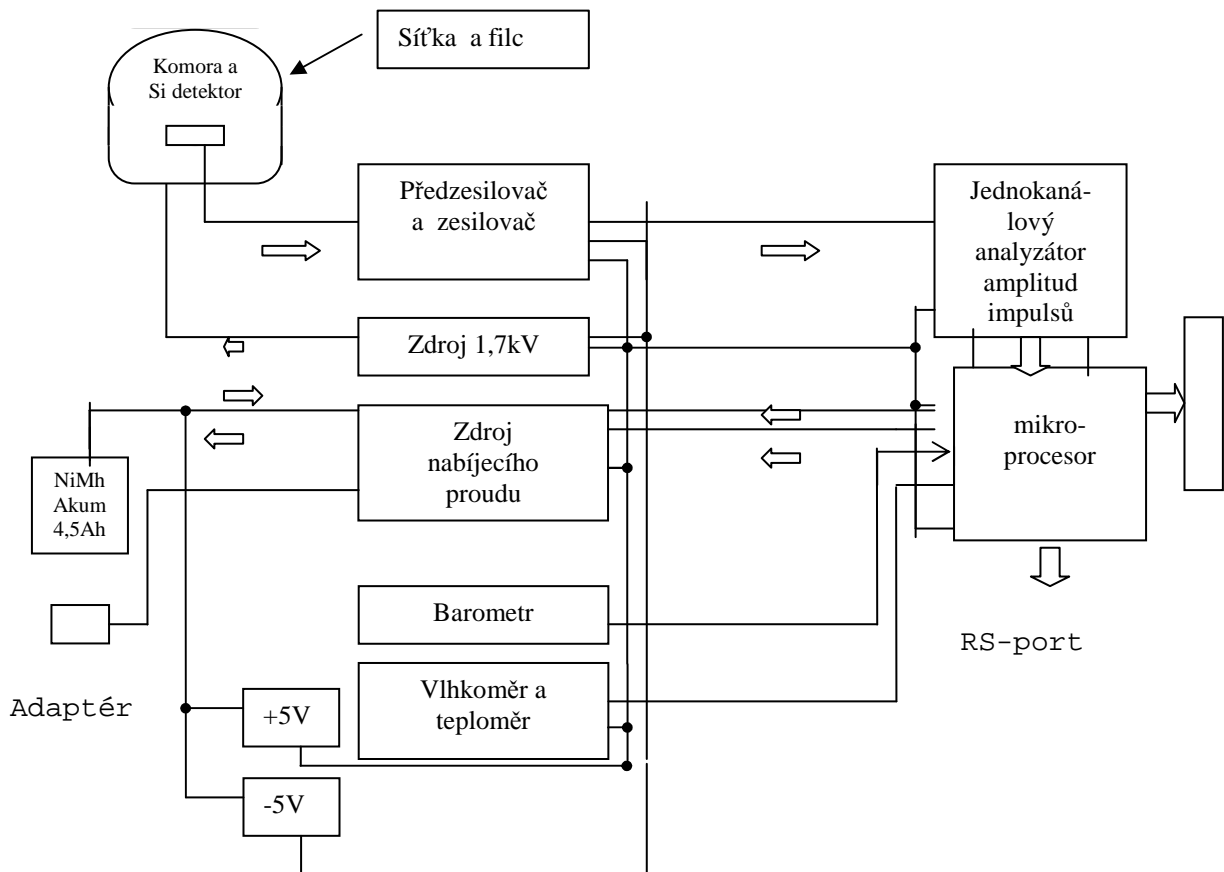 Síťka a filc
Komora a
Si detektor
Předzesilovač
a zesilovač
Jednokaná-
lový
analyzátor
amplitud
impulsů
Zdroj 1,7kV
Zdroj
nabíjecího
proudu
mikro-
procesor
NiMh
Akum
4,5Ah
Barometr
RS-port
Vlhkoměr a
teploměr
Adaptér
+5V
-5V